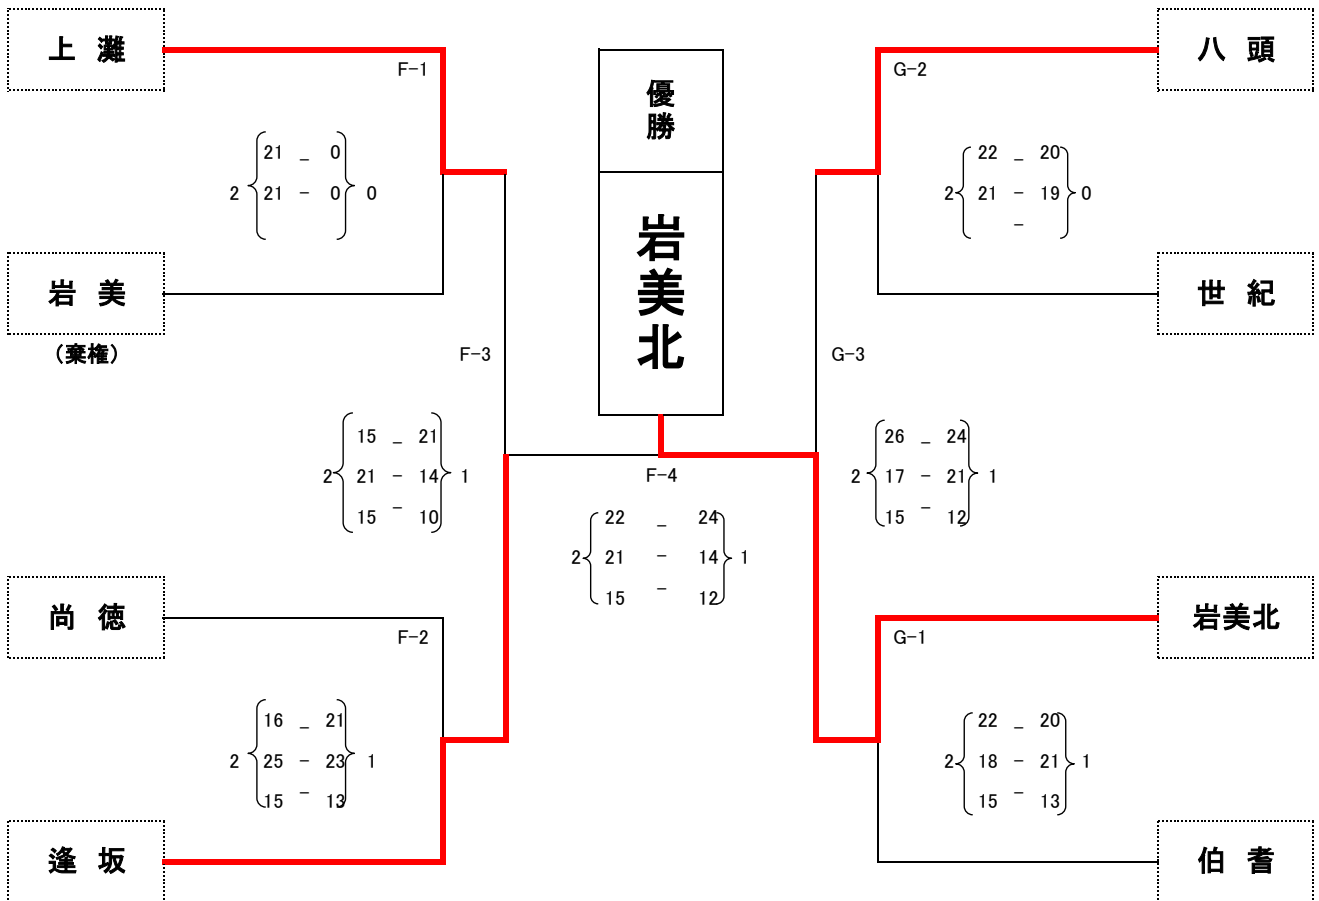 上 灘
八 頭
F-1
G-2
優勝
21 - 0
2 21 - 0 0
22 - 20
2 21 - 19 0
-
岩美北
岩 美
世 紀
(棄権)
F-3
G-3
15 - 21
2 21 - 14 1
15 - 10
26 - 24
2 17 - 21 1
15 - 12
F-4
22 - 24
2 21 - 14 1
15 - 12
尚 徳
岩美北
F-2
G-1
16 - 21
2 25 - 23 1
15 - 13
22 - 20
2 18 - 21 1
15 - 13
逢 坂
伯 耆